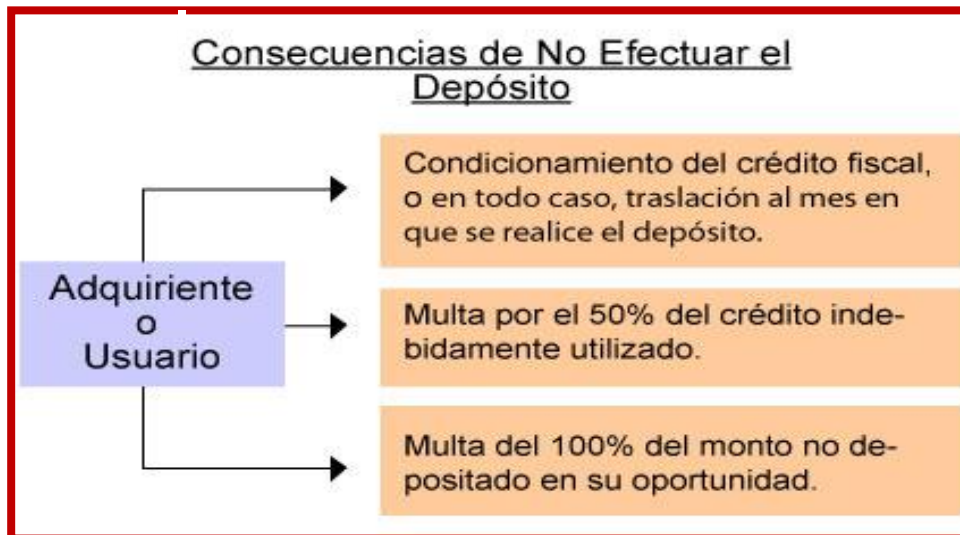 Consecuencias de No Efectuar el
Depósito
Condicionamiento del crédito fiscal,
o en todo caso, traslación al mes en
que se realice el depósito.
Adquiriente
o
Usuario
Multa por el 50% del crédito inde-
bidamente utilizado.
Multa del 100% del monto no de-
positado en su oportunidad.